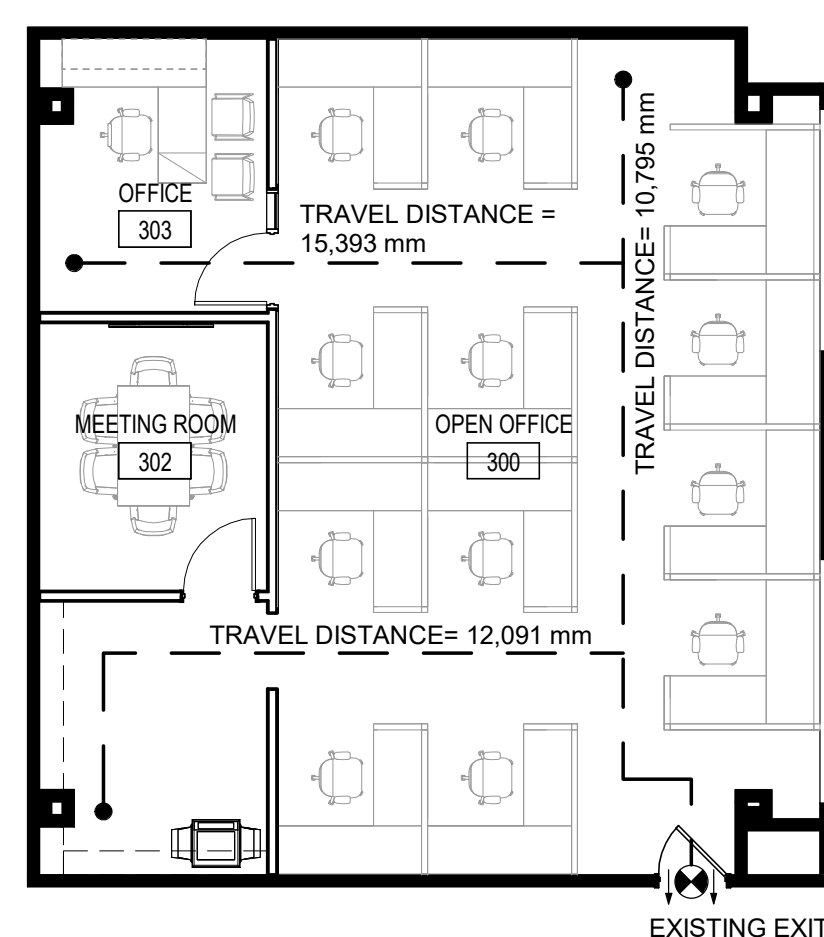 OFFICE
303
TRAVEL DISTANCE =
15,393 mm
TRAVEL DISTANCE= 10,795 mm
MEETING ROOM
302
OPEN OFFICE
300
TRAVEL DISTANCE= 12,091 mm
EXISTING EXIT